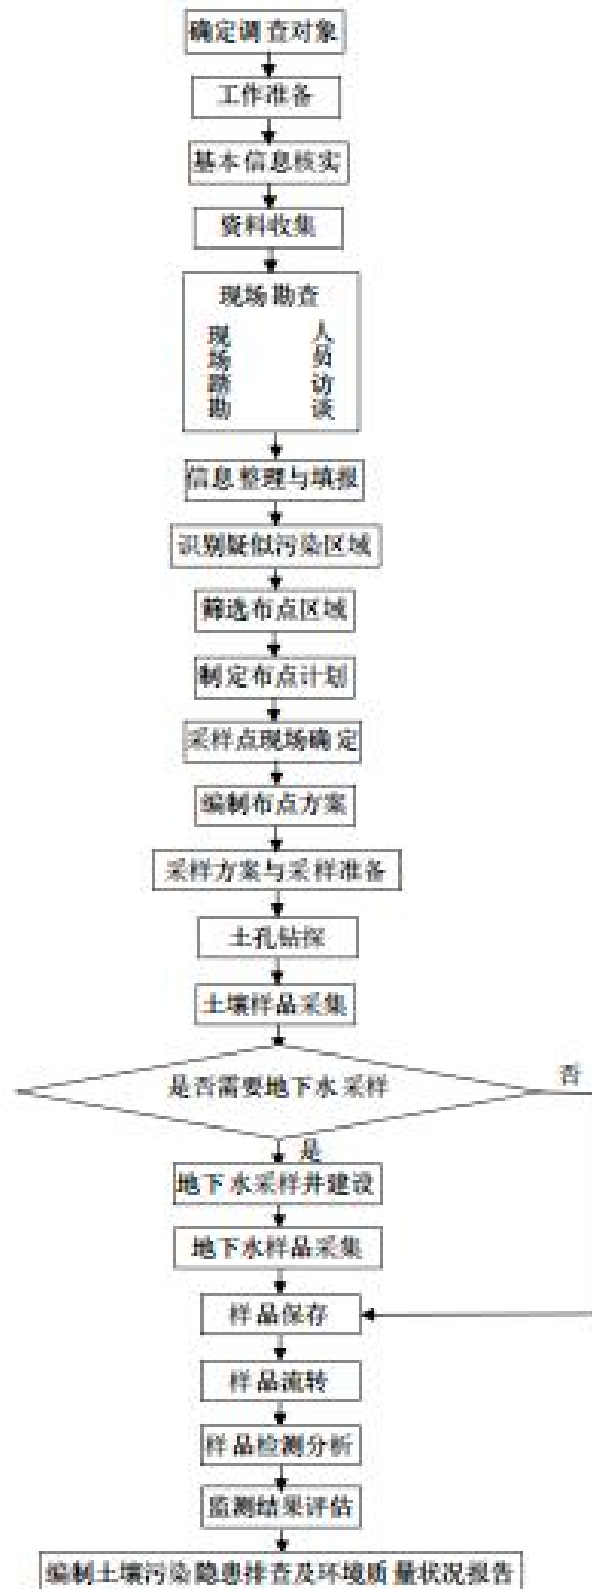 确定调查对象
工作准备
基本信息核实
资料收集
现场勘查
现场踏勘
人员访谈
信息整理与填报
识别疑似污染区域
筛选布点区域
制定布点计划
采样点现场确定
编制布点方案
采样方案与采样准备
土孔钻探
土壤样品采集
是否需要地下水采样
否
是
地下水采样井建设
地下水样品采集
样品保存
样品流转
样品检测分析
监测结果评估
编制土壤污染隐患排查及环境质量状况报告